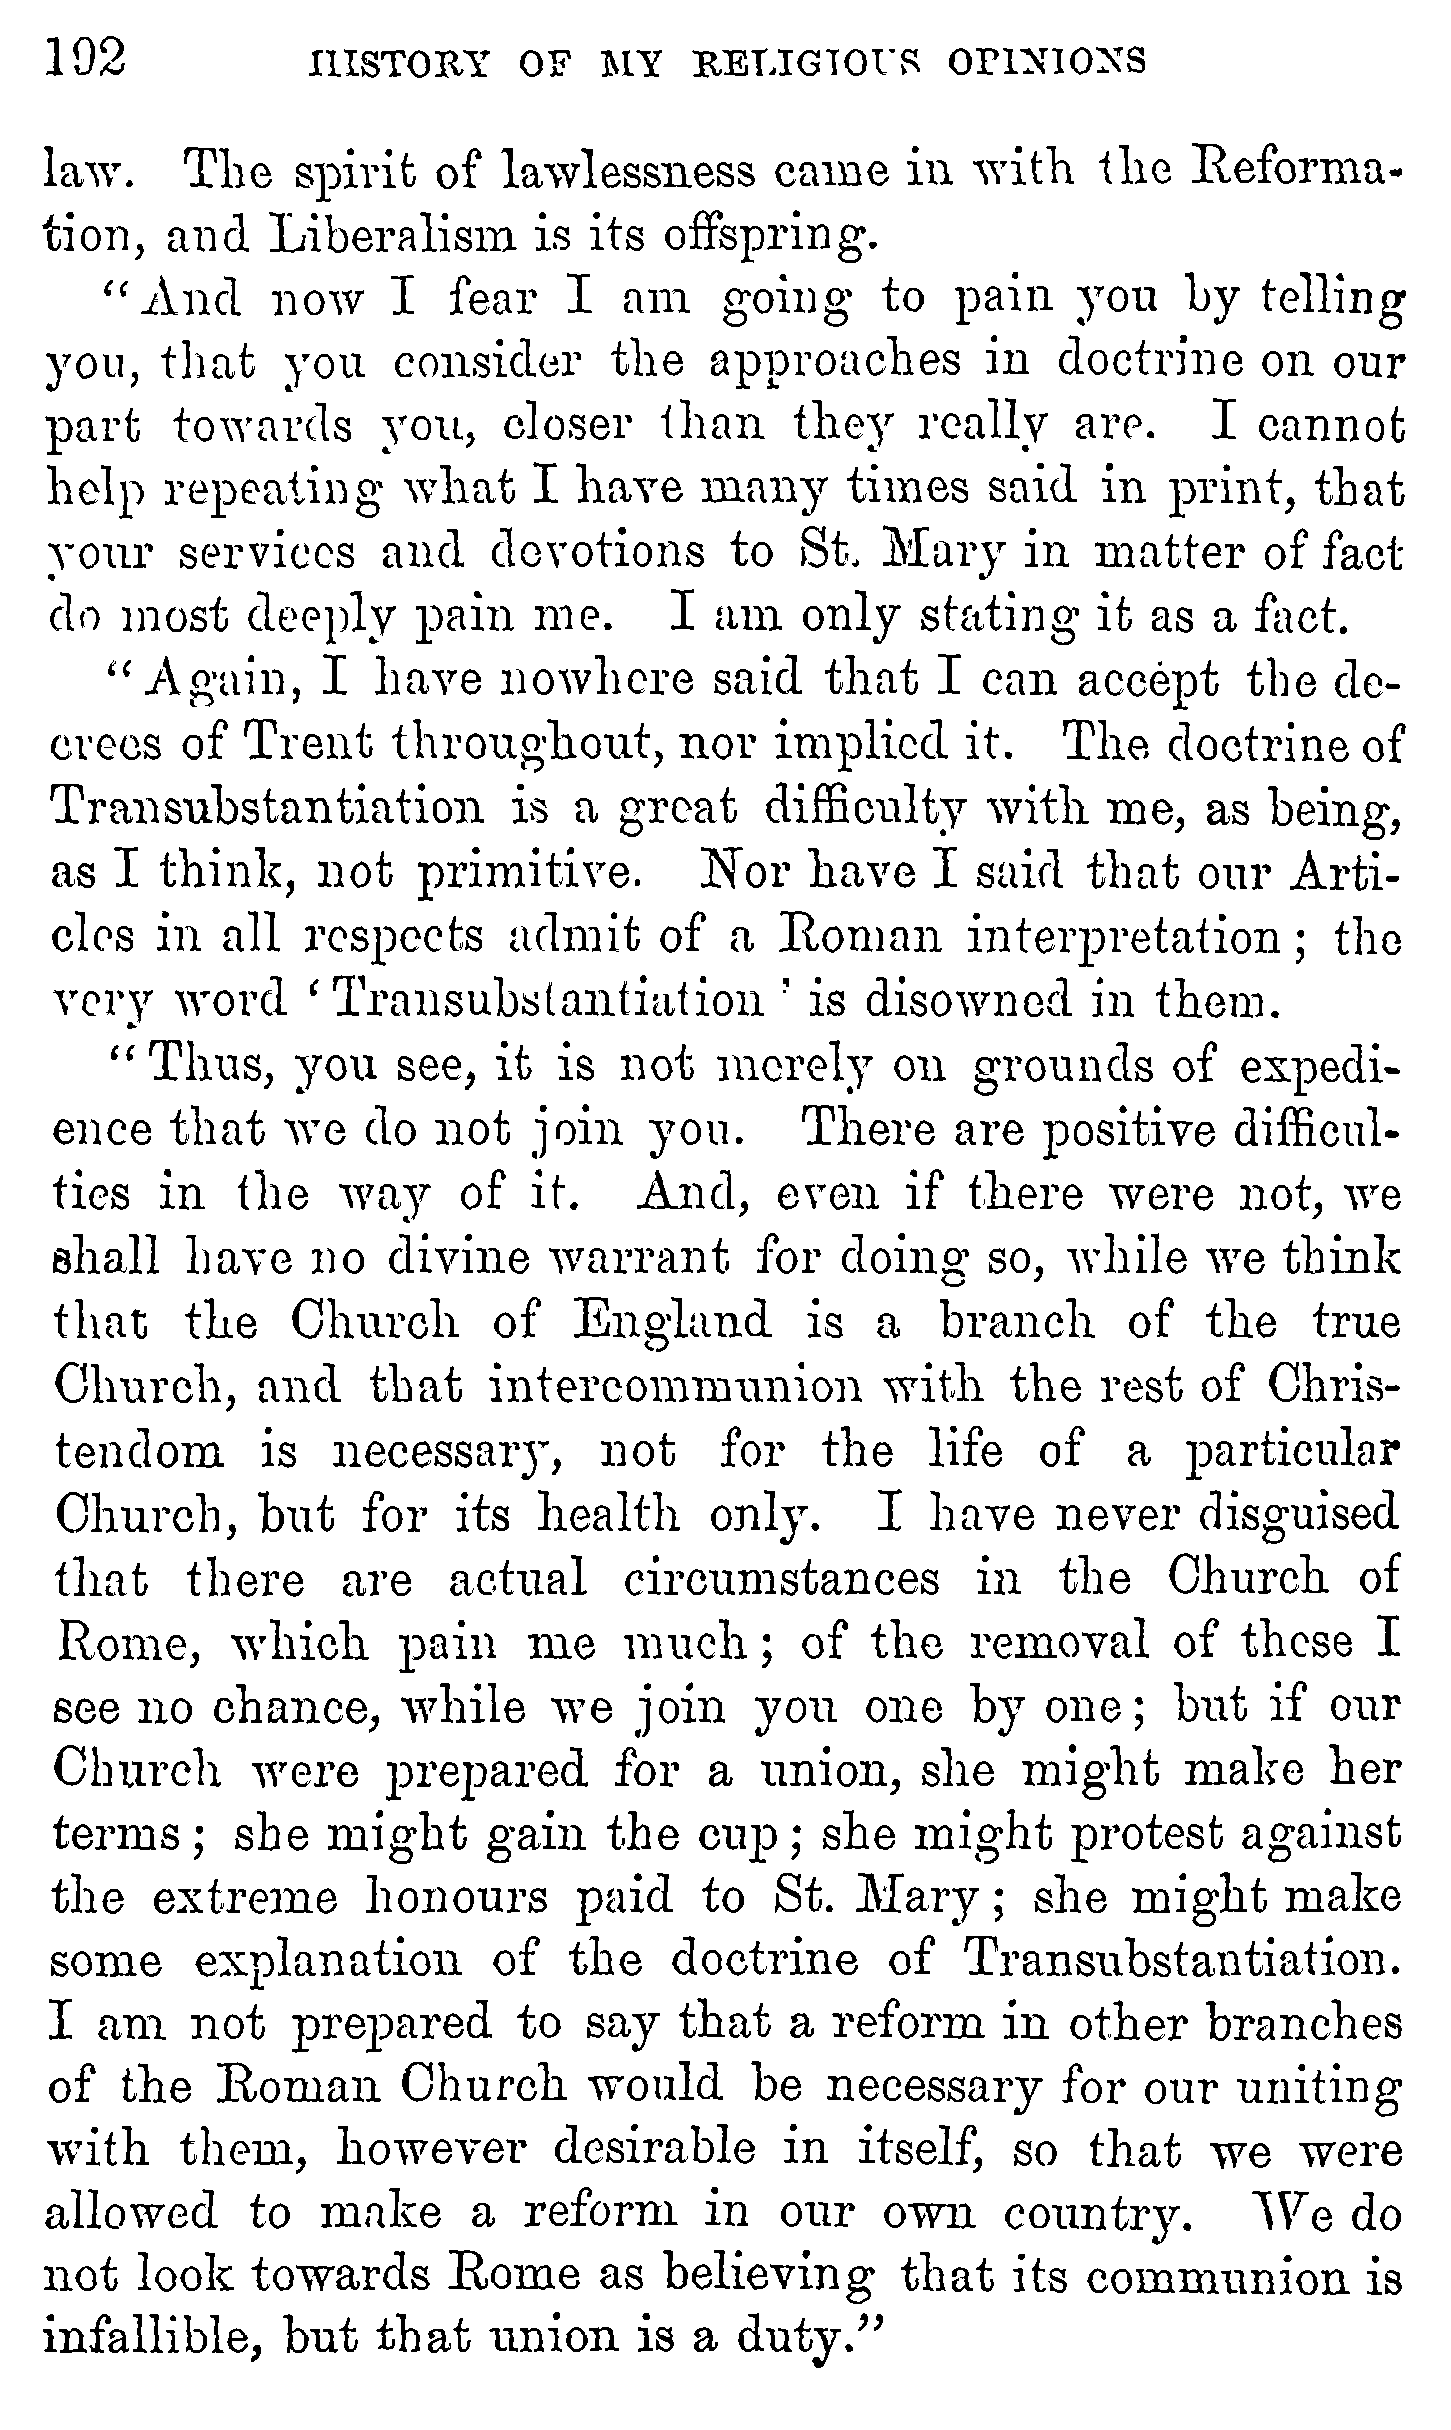 192 HISTORY OF MY RELIGIOUS OPINIONS
law. The spirit of lawlessness came in with the Reforma-
tion, and Liberalism is its offspring.
“And now I fear I am going to pain you by telling
you, that you consider the approaches in doctrine on our
part towards you, closer than they really are. I cannot
help repeating what I have many times said in print, that
your services and devotions to St. Mary in matter of fact
do most deeply pain me. I am only stating it as a fact.
“Again, I have nowhere said that I can accept the de-
crees of Trent throughout, nor implied it. The doctrine of
Transubstantiation is a great difficulty with me, as being,
as I think, not primitive. Nor have I said that our Arti-
cles in all respects admit of a Roman interpretation; the
very word ‘Transubstantiation’ is disowned in them.
“Thus, you see, it is not merely on grounds of expedi-
ence that we do not join you. There are positive difficul-
ties in the way of it. And, even if there were not, we
shall have no divine warrant for doing so, while we think
that the Church of England is a branch of the true
Church, and that intercommunion with the rest of Chris-
tendom is necessary, not for the life of a particular
Church, but for its health only. I have never disguised
that there are actual circumstances in the Church of
Rome, which pain me much; of the removal of these I
see no chance, while we join you one by one; but if our
Church were prepared for a union, she might make her
terms; she might gain the cup; she might protest against
the extreme honours paid to St. Mary; she might make
some explanation of the doctrine of Transubstantiation.
I am not prepared to say that a reform in other branches
of the Roman Church would be necessary for our uniting
with them, however desirable in itself, so that we were
allowed to make a reform in our own country. We do
not look towards Rome as believing that its communion is
infallible, but that union is a duty.”